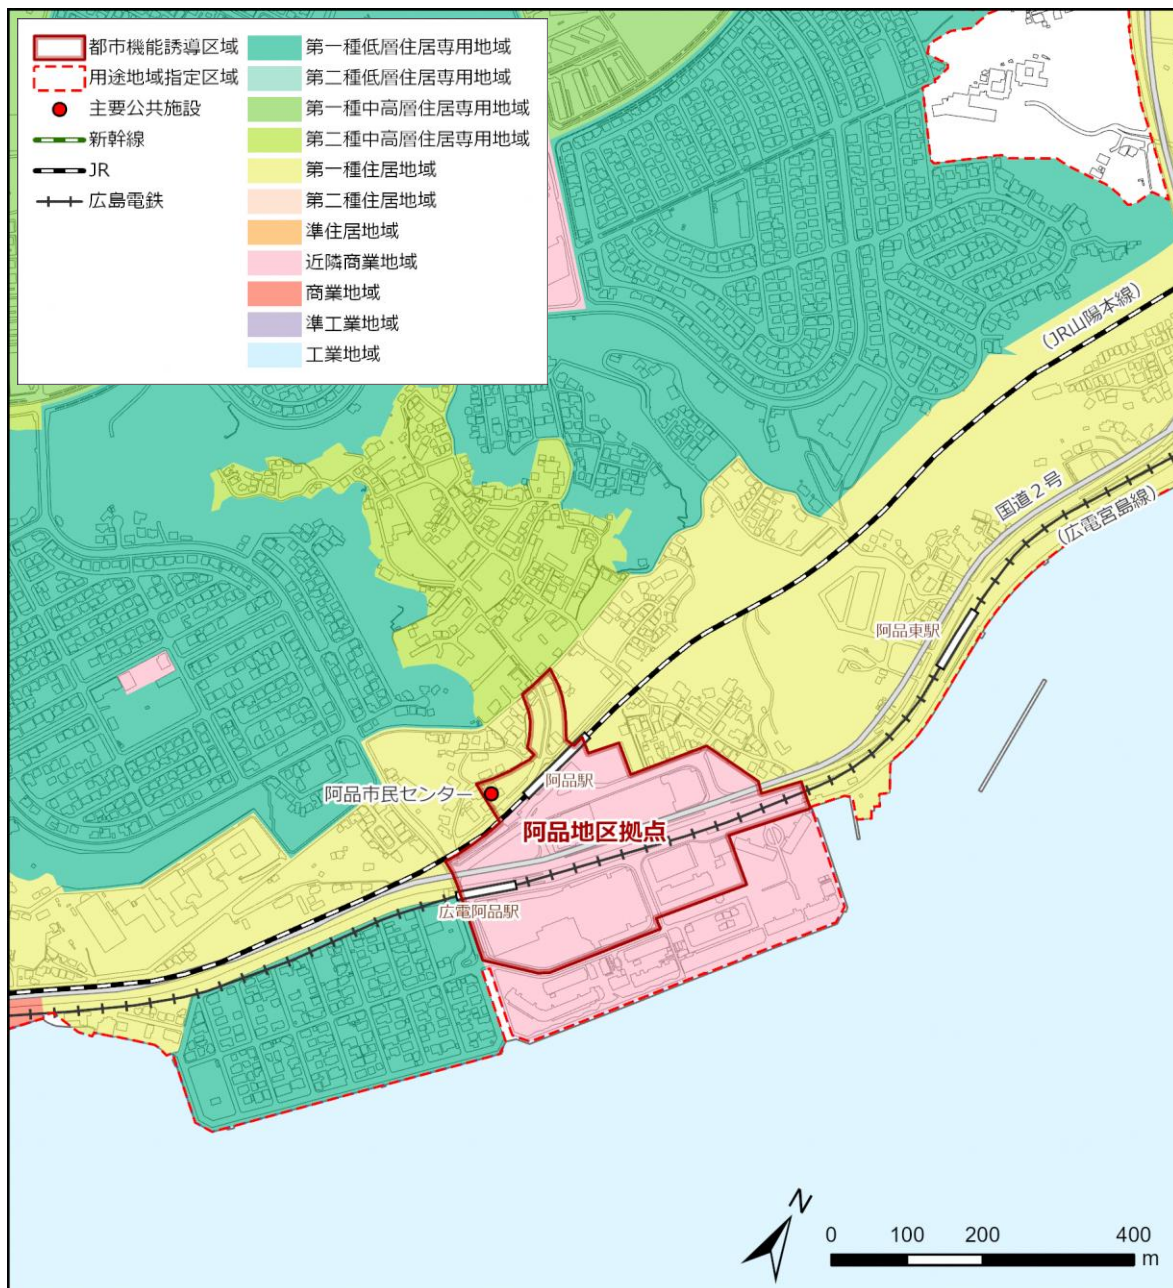 都市機能誘導区域
用途地域指定区域
主要公共施設
新幹線
JR
広島電鉄
第一種低層住居専用地域
第二種低層住居専用地域
第一種中高層住居専用地域
第二種中高層住居専用地域
第一種住居地域
第二種住居地域
準住居地域
近隣商業地域
商業地域
準工業地域
工業地域
(JR山陽本線)
国道2号
(広電宮島線)
阿品東駅
阿品駅
阿品市民センター
阿品地区拠点
広電阿品駅
N
0 100 200 400
m